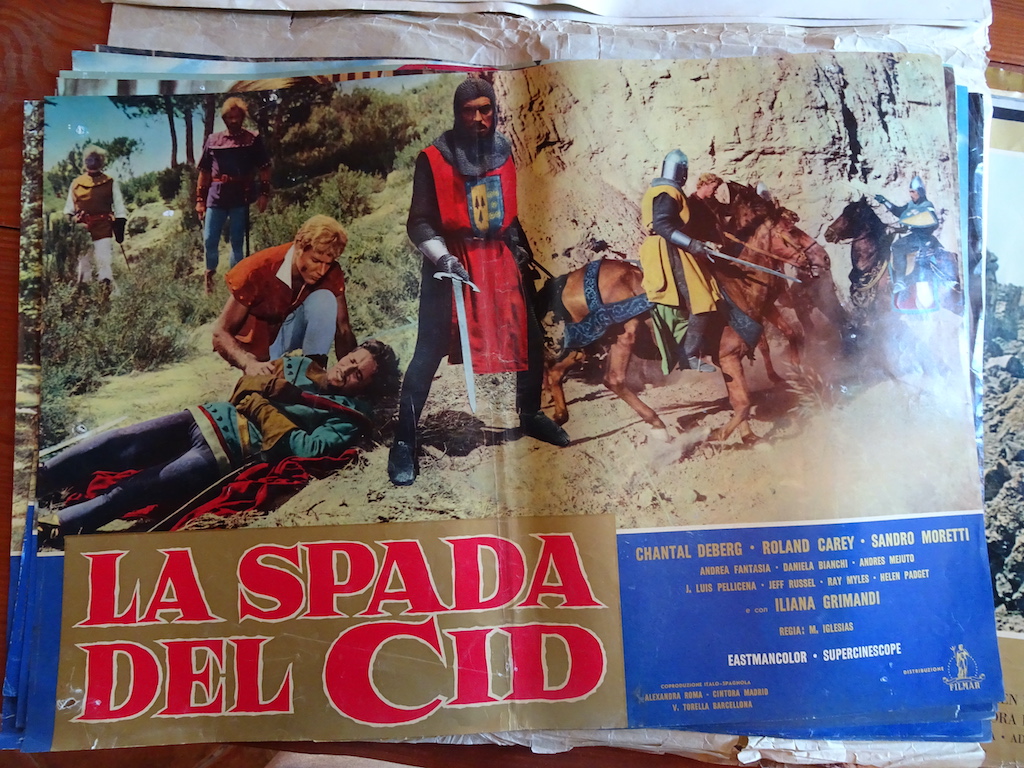 LA SPADA
DEL CID
CHANTAL DEBERG • ROLAND CAREY • SANDRO MORETTI
ANDREA FANTASIA • DANIELA BIANCHI • ANDRES MEJUTO
J. LUIS PELLICENA • JEFF RUSSEL • RAY MYLES • HELEN PADGET
e con ILIANA GRIMANDI
REGIA: M. IGLESIAS
EASTMANCOLOR • SUPERCINESCOPE
COPRODUZIONE ITALO-SPAGNOLA
ALEXANDRA ROMA • CINTORA MADRID
V. TORELLA BARCELLONA
DISTRIBUZIONE
FILMAR